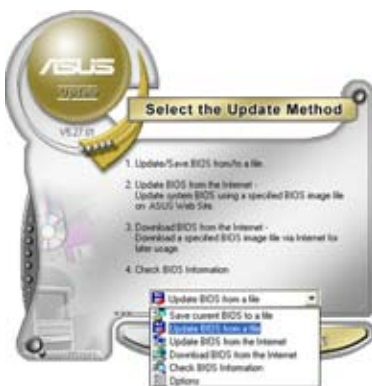 ASUS
Update
Select the Update Method
V5.27.01
1. Update/Save BIOS from/to a file
2. Update BIOS from the Internet -
Update system BIOS using a specified BIOS image file
on ASUS Web Site.
3. Download BIOS from the Internet -
Download a specified BIOS image file via Internet for
later usage.
4. Check BIOS Information
Update BIOS from a file
Save current BIOS to a file
Update BIOS from a file
Update BIOS from the Internet
Download BIOS from the Internet
Check BIOS Information
Options